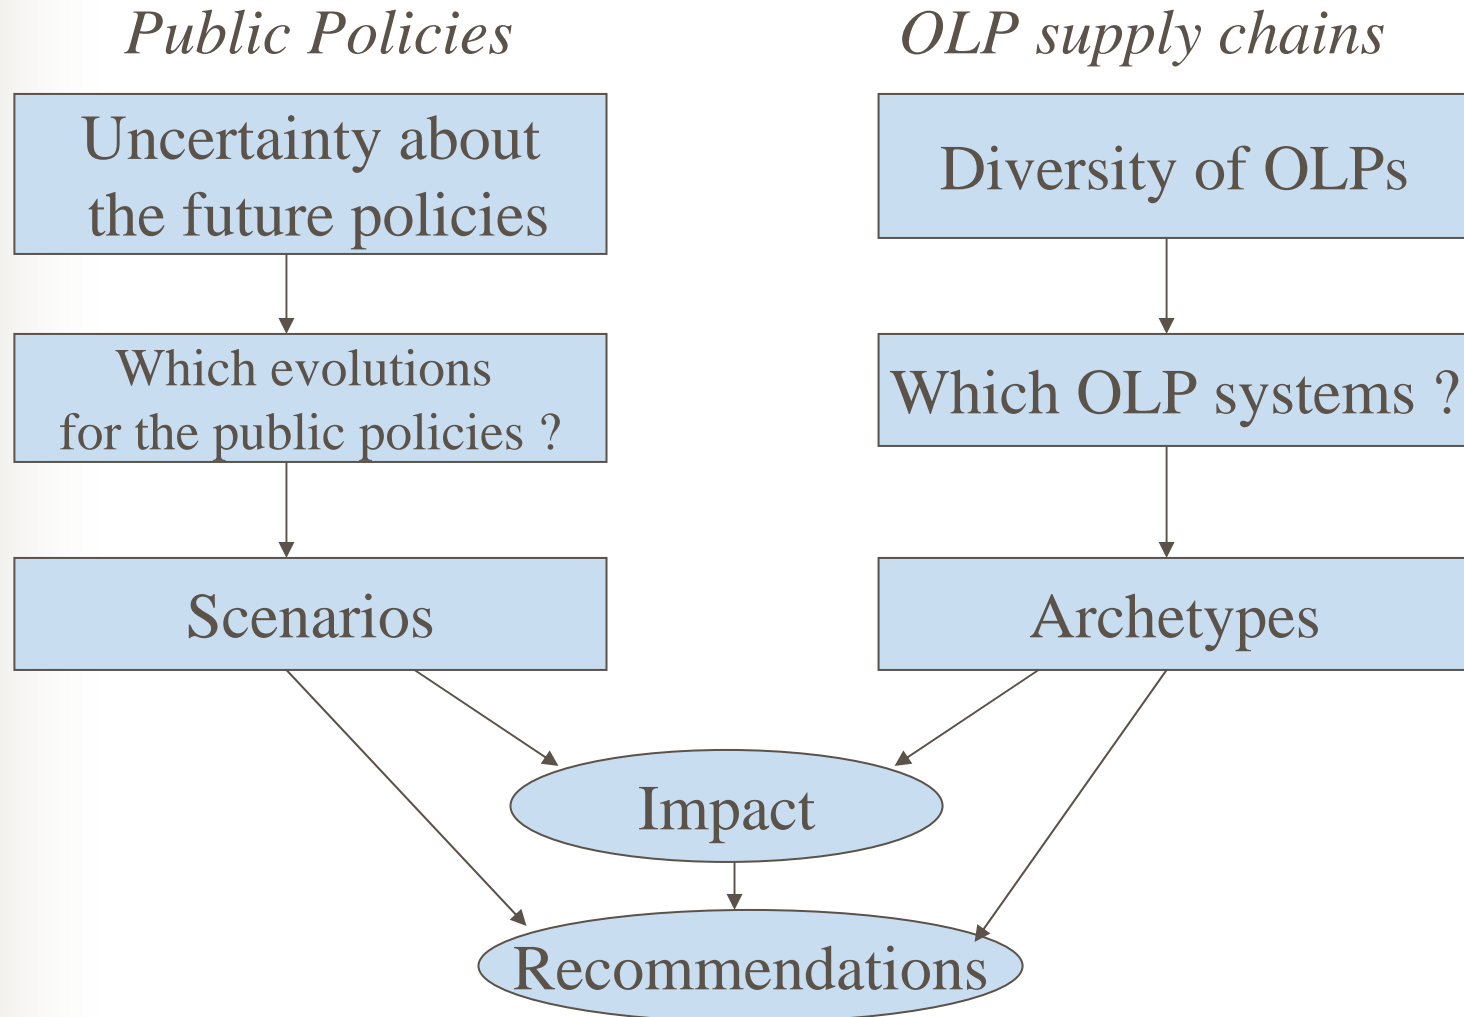 Public Policies
OLP supply chains
Uncertainty about
the future policies
Diversity of OLPs
Which evolutions
for the public policies ?
Which OLP systems ?
Scenarios
Archetypes
Impact
Recommendations